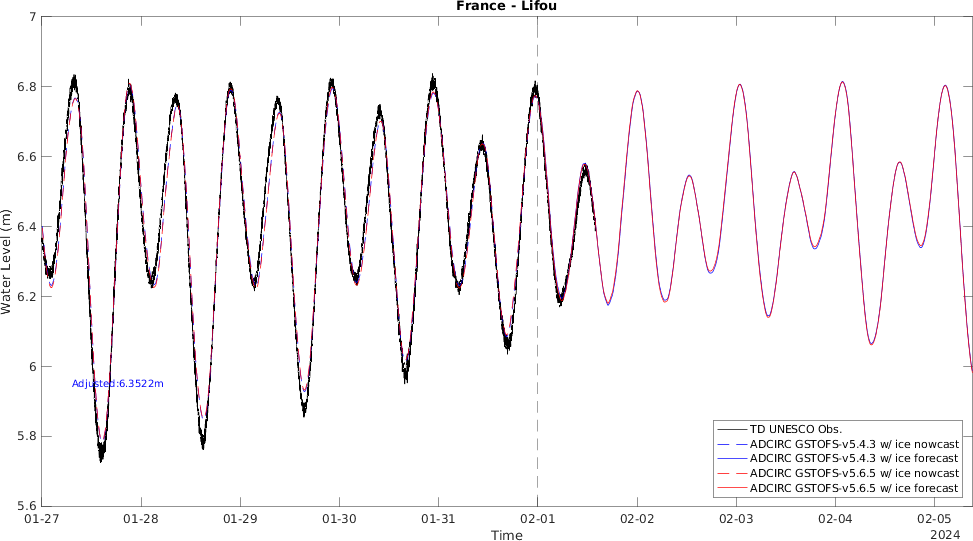 France - Lifou
Water Level (m)
7
6.8
6.6
6.4
6.2
6
5.8
5.6
Adjusted:6.3522m
TD UNESCO Obs.
ADCIRC GSTOFS-v5.4.3 w/ ice nowcast
ADCIRC GSTOFS-v5.4.3 w/ ice forecast
ADCIRC GSTOFS-v5.6.5 w/ ice nowcast
ADCIRC GSTOFS-v5.6.5 w/ ice forecast
01-27 01-28 01-29 01-30 01-31 02-01 02-02 02-03 02-04 02-05
Time
2024